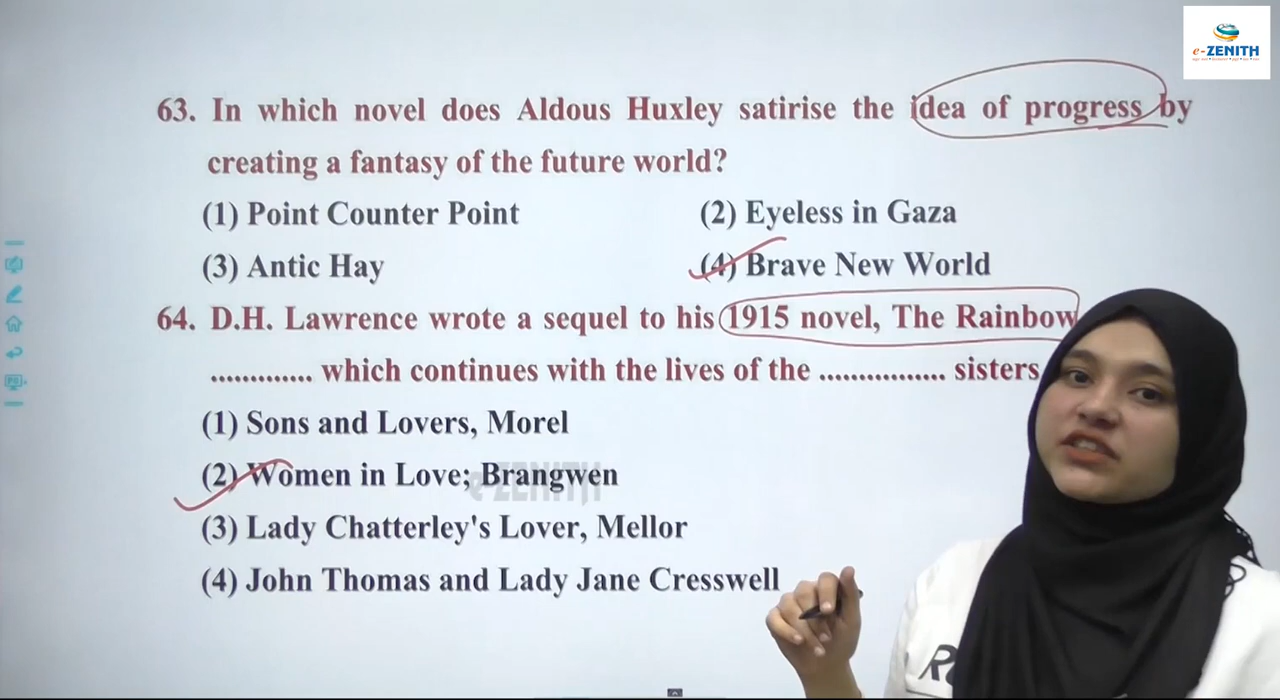 e-ZENITH
63. In which novel does Aldous Huxley satirise the idea of progress by
creating a fantasy of the future world?
(1) Point Counter Point (2) Eyeless in Gaza
(3) Antic Hay (4) Brave New World
64. D.H. Lawrence wrote a sequel to his 1915 novel, The Rainbow
............. which continues with the lives of the ................ sisters
(1) Sons and Lovers, Morel
(2) Women in Love; Brangwen
e-ZENITH
(3) Lady Chatterley's Lover, Mellor
(4) John Thomas and Lady Jane Cresswell